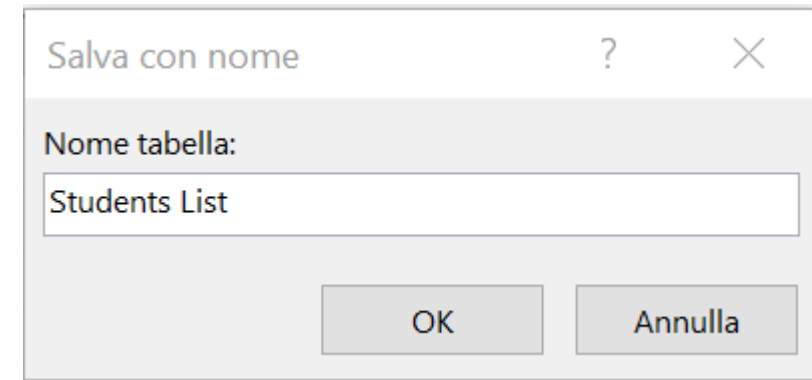 Salva con nome ?
Nome tabella:
Students List
OK Annulla